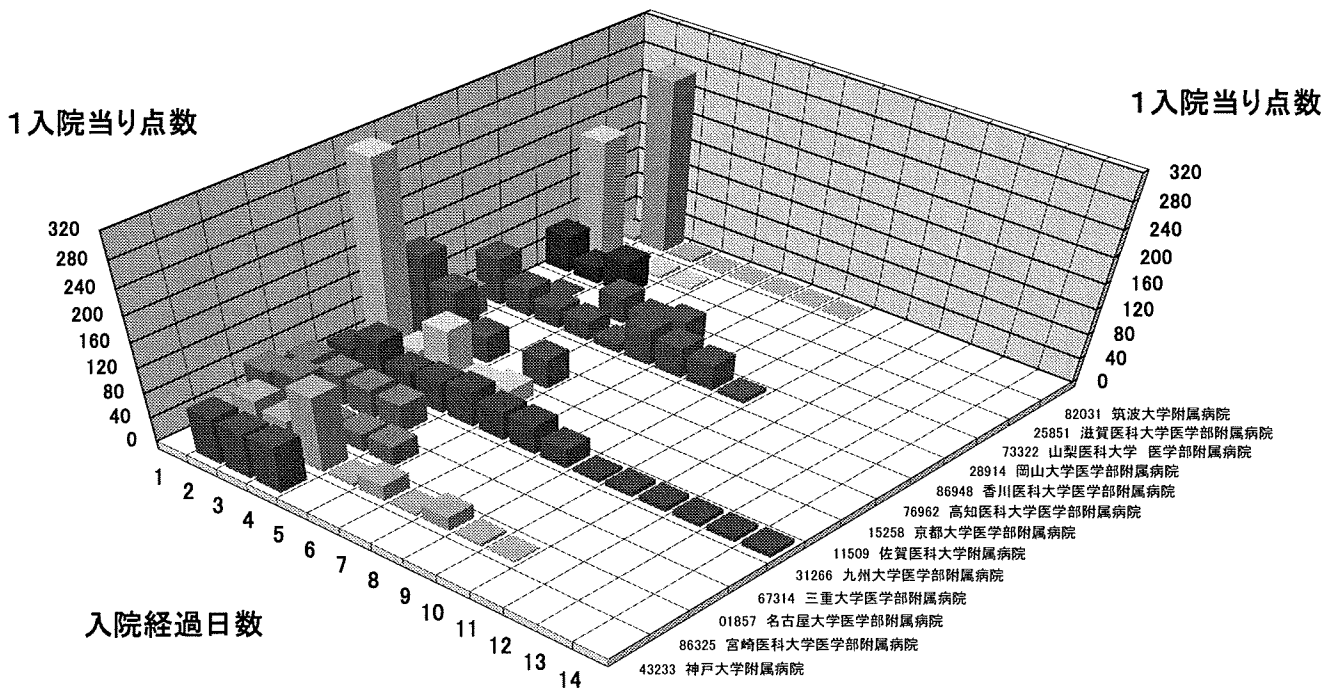 1入院当り点数
1入院当り点数
320
280
240
200
160
120
80
40
0
320
280
240
200
160
120
80
40
0
1
2
3
4
5
6
7
8
9
10
11
12
13
14
入院経過日数
82031 筑波大学附属病院
25851 滋賀医科大学医学部附属病院
73322 山梨医科大学 医学部附属病院
28914 岡山大学医学部附属病院
86948 香川医科大学医学部附属病院
76962 高知医科大学医学部附属病院
15258 京都大学医学部附属病院
11509 佐賀医科大学附属病院
31266 九州大学医学部附属病院
67314 三重大学医学部附属病院
01857 名古屋大学医学部附属病院
86325 宮崎医科大学医学部附属病院
43233 神戸大学附属病院